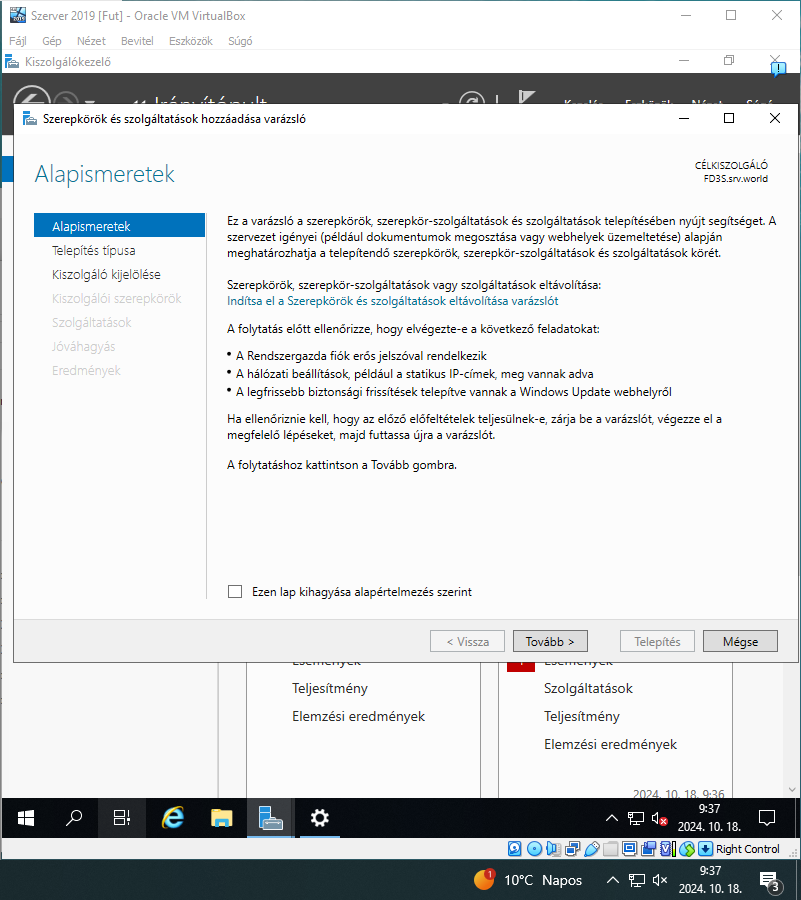 Szerver 2019 [Fut] - Oracle VM VirtualBox
Fájl Gép Nézet Bevitel Eszközök Súgó
Kiszolgálókezelő
Irányítópult
Kezelés Eszközök Nézet Súgó
Szerepkörök és szolgáltatások hozzáadása varázsló
Alapismeretek
CÉLKISZOLGÁLÓ
FD3S.srv.world
Alapismeretek
Telepítés típusa
Kiszolgáló kijelölése
Kiszolgálói szerepkörök
Szolgáltatások
Jóváhagyás
Eredmények
Ez a varázsló a szerepkörök, szerepkör-szolgáltatások és szolgáltatások telepítésében nyújt segítséget. A
szervezet igényei (például dokumentumok megosztása vagy webhelyek üzemeltetése) alapján
meghatározhatja a telepítendő szerepkörök, szerepkör-szolgáltatások és szolgáltatások körét.
Szerepkörök, szerepkör-szolgáltatások vagy szolgáltatások eltávolítása:
Indítsa el a Szerepkörök és szolgáltatások eltávolítása varázslót
A folytatás előtt ellenőrizze, hogy elvégezte-e a következő feladatokat:
• A Rendszergazda fiók erős jelszóval rendelkezik
• A hálózati beállítások, például a statikus IP-címek, meg vannak adva
• A legfrissebb biztonsági frissítések telepítve vannak a Windows Update webhelyről
Ha ellenőriznie kell, hogy az előző előfeltételek teljesülnek-e, zárja be a varázslót, végezze el a
megfelelő lépéseket, majd futtassa újra a varázslót.
A folytatáshoz kattintson a Tovább gombra.
Ezen lap kihagyása alapértelmezés szerint
< Vissza Tovább > Telepítés Mégse
Események
Teljesítmény
Elemzési eredmények
Események
Szolgáltatások
Teljesítmény
Elemzési eredmények
2024. 10. 18. 9:36
9:37
2024. 10. 18.
Right Control
1
10°C Napos
9:37
2024. 10. 18.
3